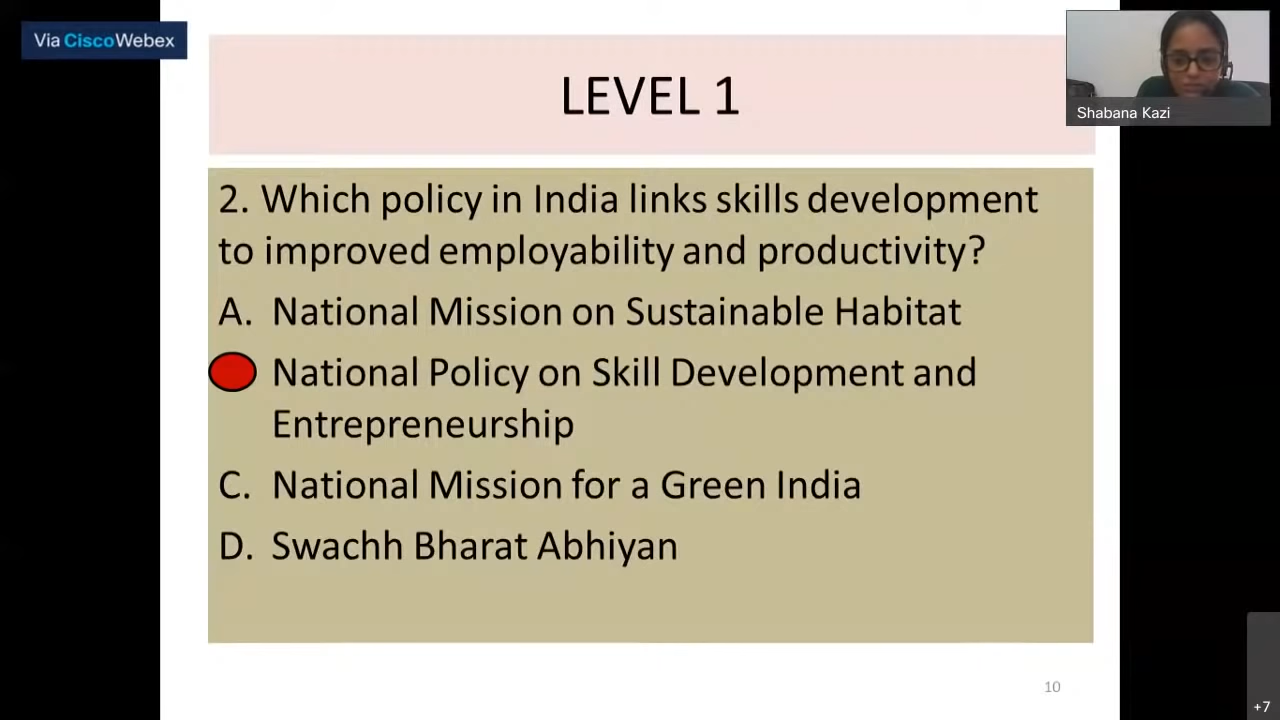 Via CiscoWebex
LEVEL 1
Shabana Kazi
2. Which policy in India links skills development
to improved employability and productivity?
A. National Mission on Sustainable Habitat
National Policy on Skill Development and
Entrepreneurship
C. National Mission for a Green India
D. Swachh Bharat Abhiyan
10
+7